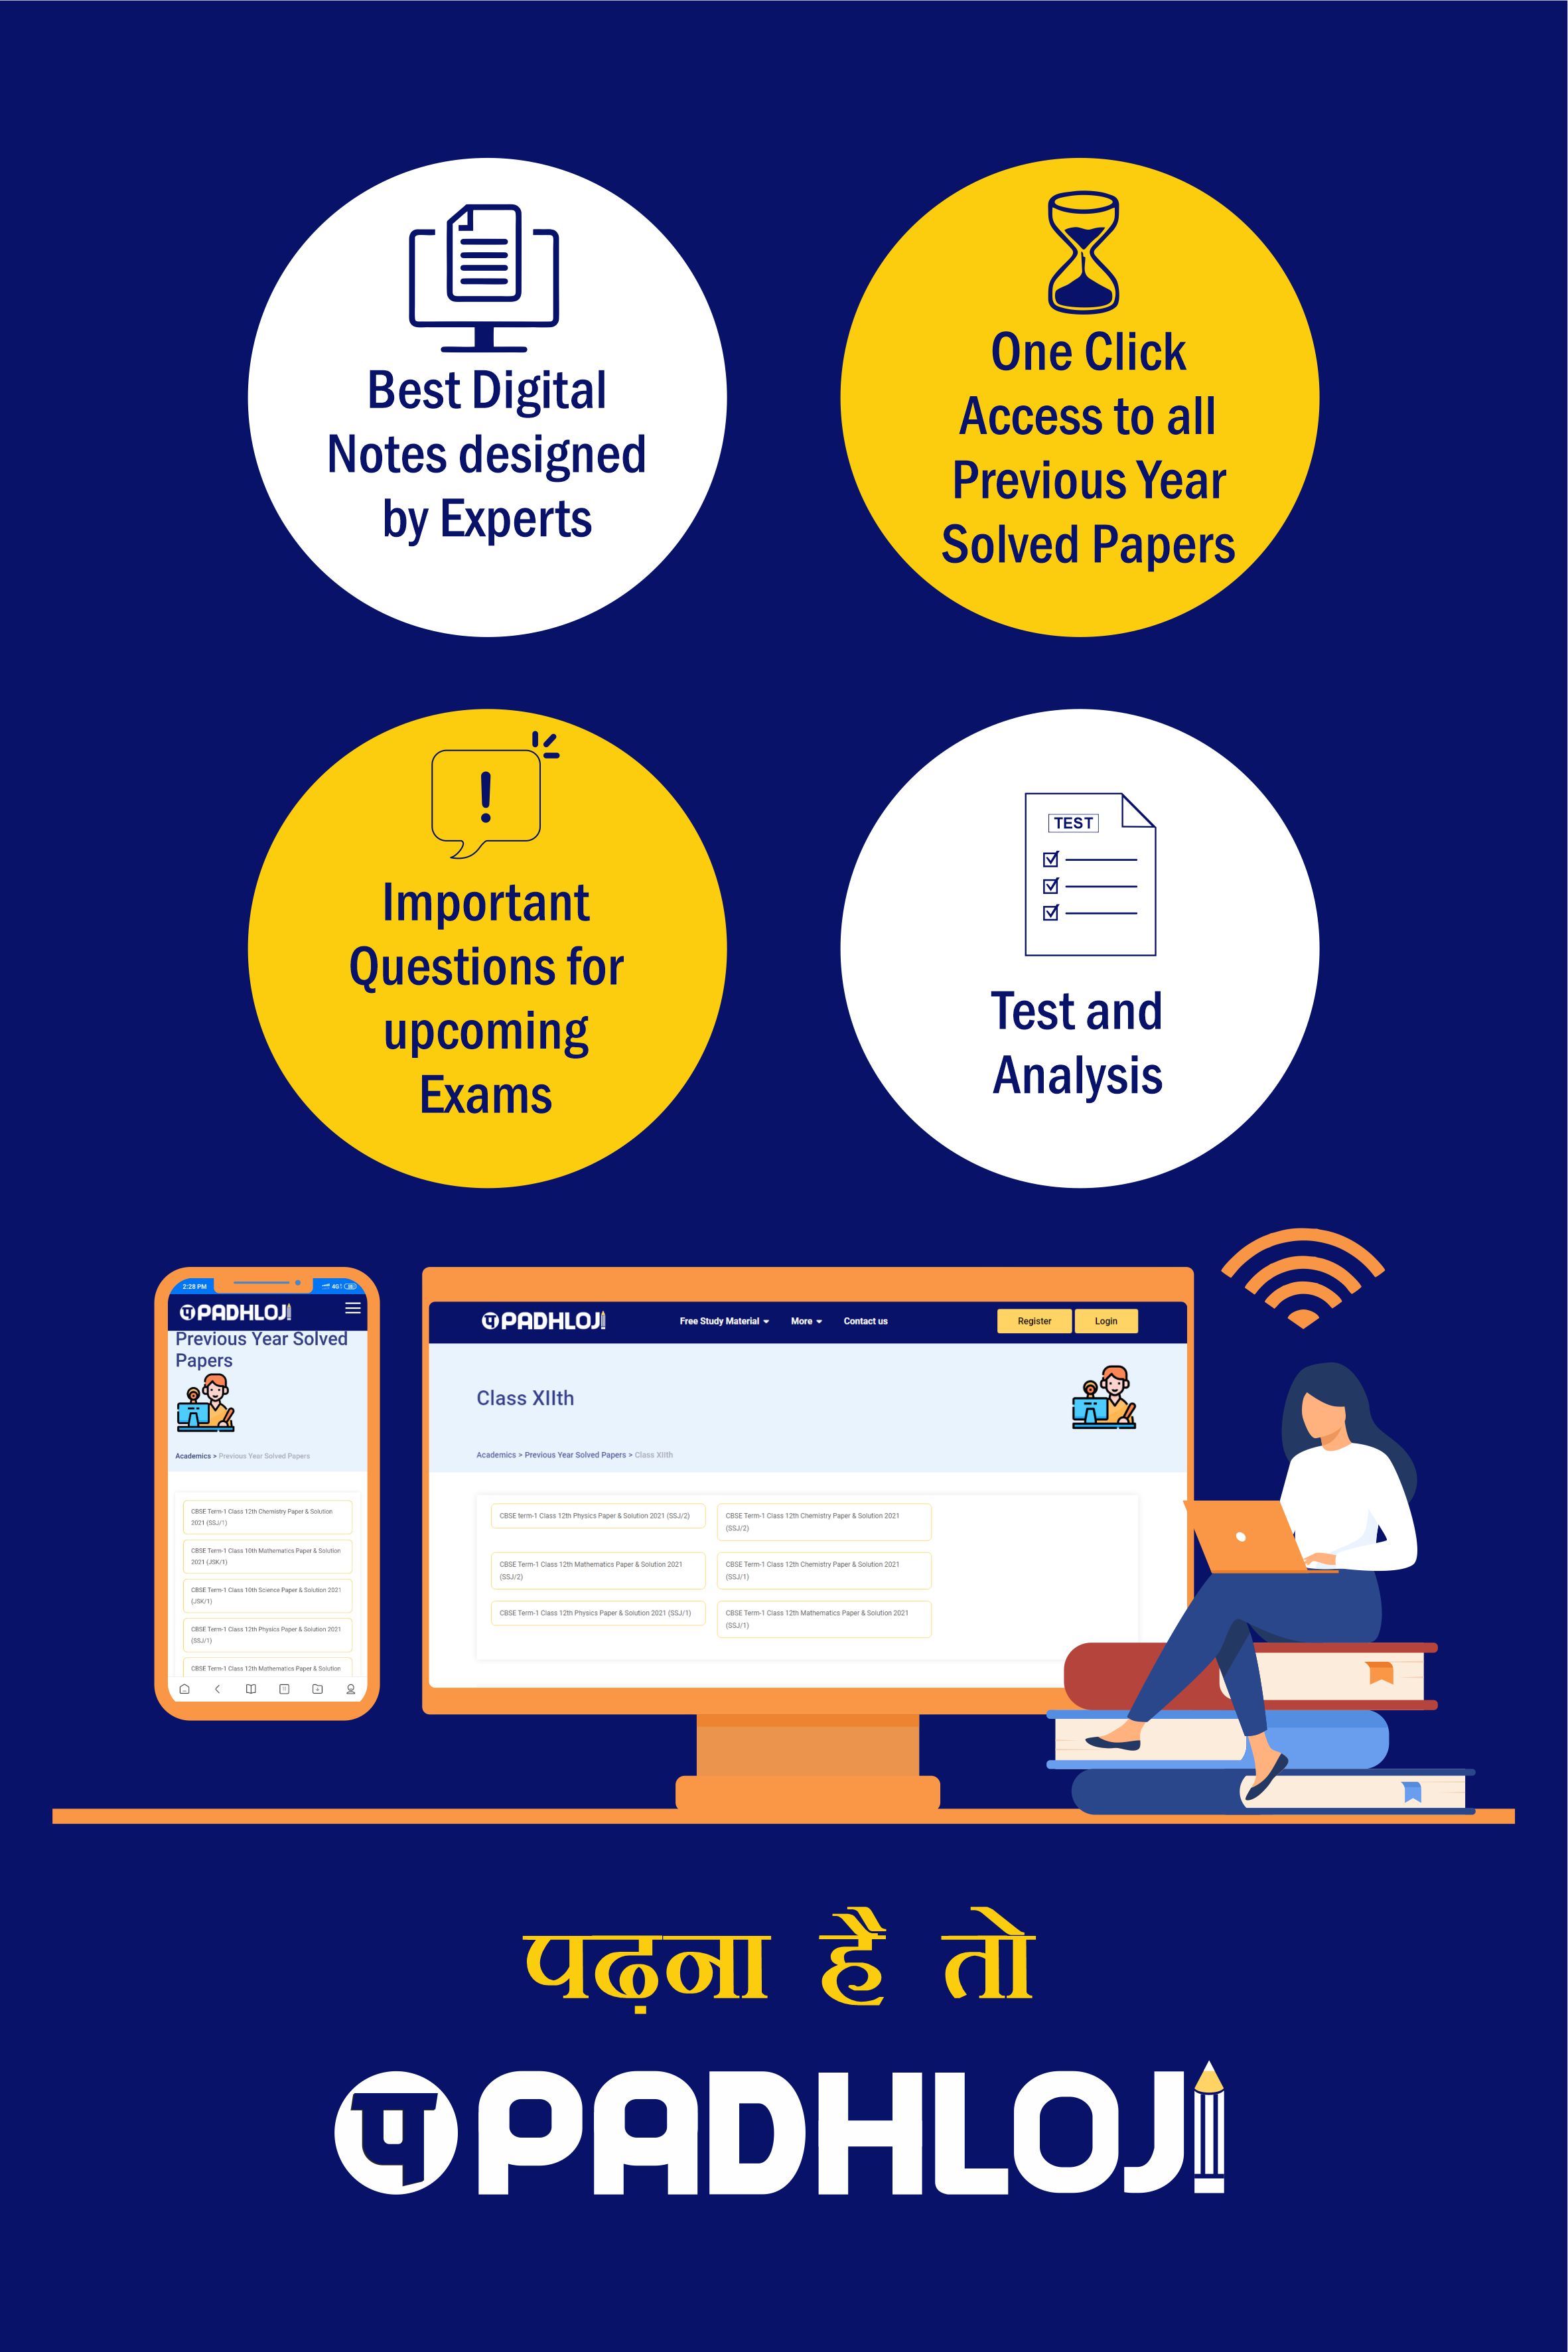 Best Digital
Notes designed
by Experts
One Click
Access to all
Previous Year
Solved Papers
!
Important
Questions for
upcoming
Exams
TEST
Test and
Analysis
2:28 PM
प PADHLOJI
Previous Year Solved
Papers
Academics > Previous Year Solved Papers
CBSE Term-1 Class 12th Chemistry Paper & Solution
2021 (SSJ/1)
CBSE Term-1 Class 10th Mathematics Paper & Solution
2021 (JSK/1)
CBSE Term-1 Class 10th Science Paper & Solution 2021
(JSK/1)
CBSE Term-1 Class 12th Physics Paper & Solution 2021
(SSJ/1)
CBSE Term-1 Class 12th Mathematics Paper & Solution
प PADHLOJI
Free Study Material More Contact us Register Login
Class XIIth
Academics > Previous Year Solved Papers > Class XIIth
CBSE term-1 Class 12th Physics Paper & Solution 2021 (SSJ/2)
CBSE Term-1 Class 12th Chemistry Paper & Solution 2021
(SSJ/2)
CBSE Term-1 Class 12th Mathematics Paper & Solution 2021
(SSJ/2)
CBSE Term-1 Class 12th Chemistry Paper & Solution 2021
(SSJ/1)
CBSE Term-1 Class 12th Physics Paper & Solution 2021 (SSJ/1)
CBSE Term-1 Class 12th Mathematics Paper & Solution 2021
(SSJ/1)
पढ़ना है तो
प PADHLOJI